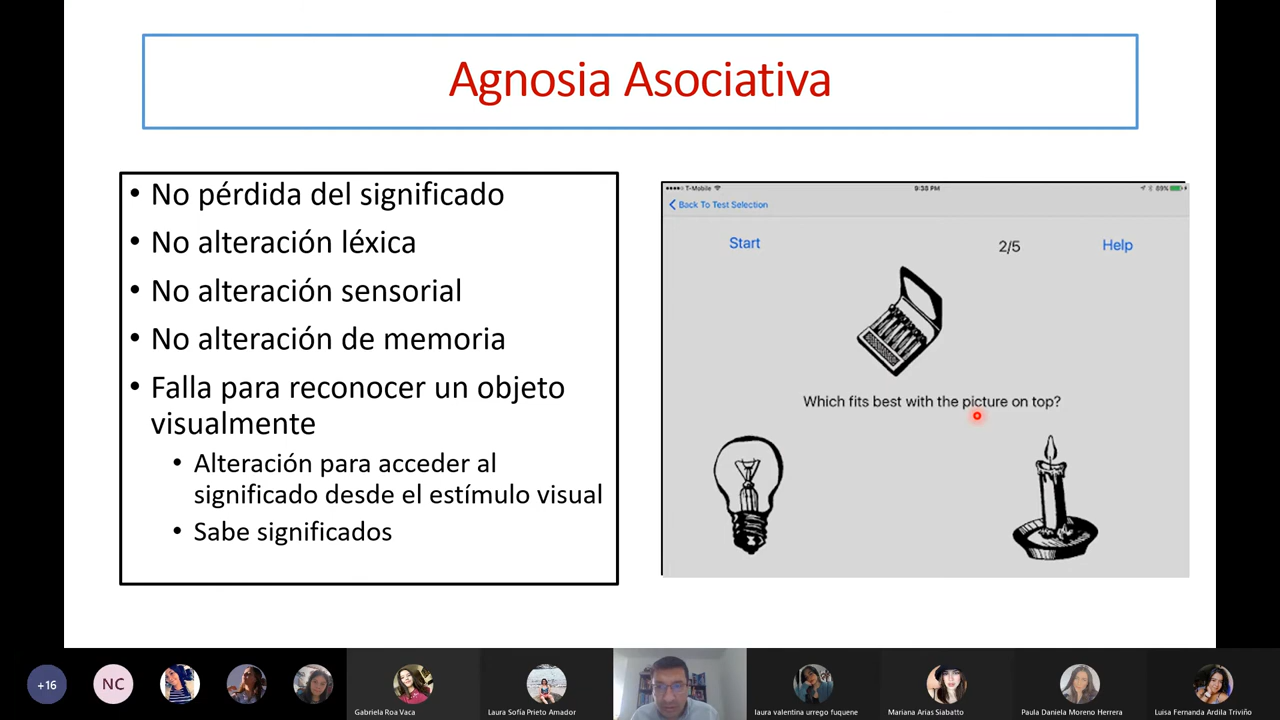 Agnosia Asociativa
• No pérdida del significado
• No alteración léxica
• No alteración sensorial
• No alteración de memoria
• Falla para reconocer un objeto
visualmente
• Alteración para acceder al
significado desde el estímulo visual
• Sabe significados
T-Mobile
9:35 PM
89%
Back To Test Selection
Start
2/5
Help
Which fits best with the picture on top?
+16
NC
Gabriela Roa Vaca
Laura Sofía Prieto Amador
laura valentina urrego fuquene
Mariana Arias Siabatto
Paula Daniela Moreno Herrera
Luisa Fernanda Ardila Triviño